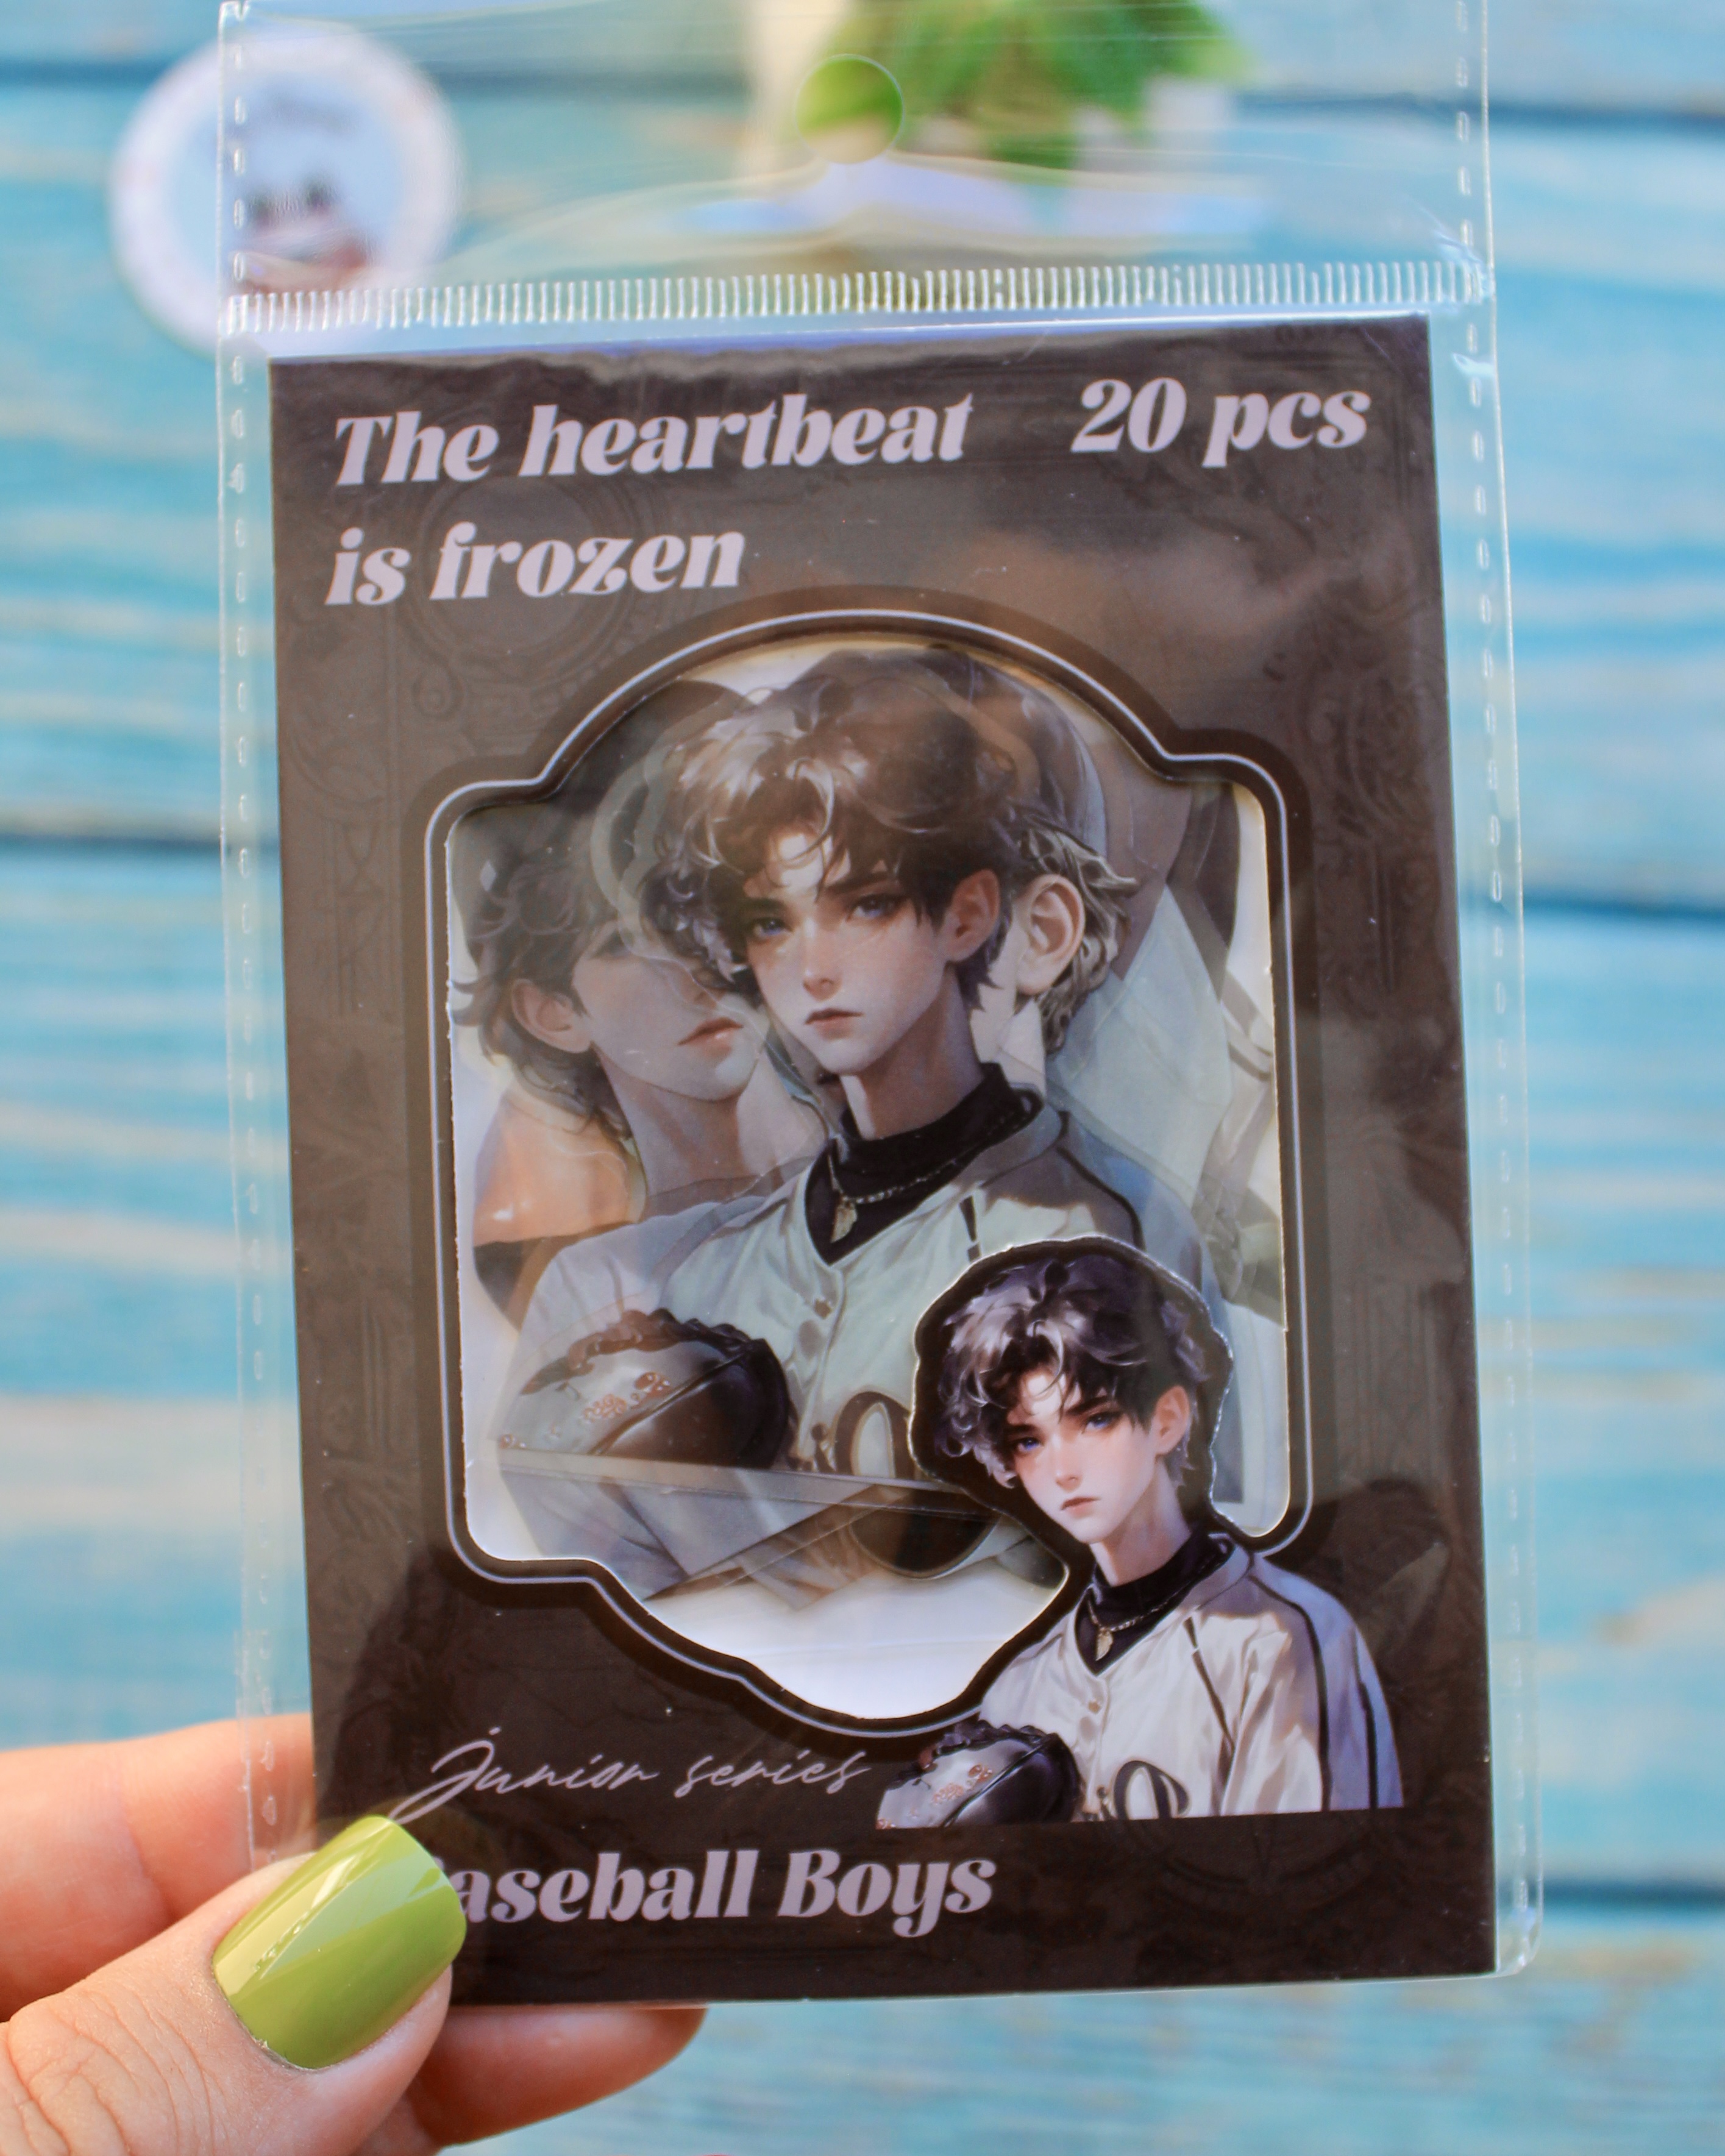 The heartbeat 20 pcs
is frozen
Junior series
aseball Boys